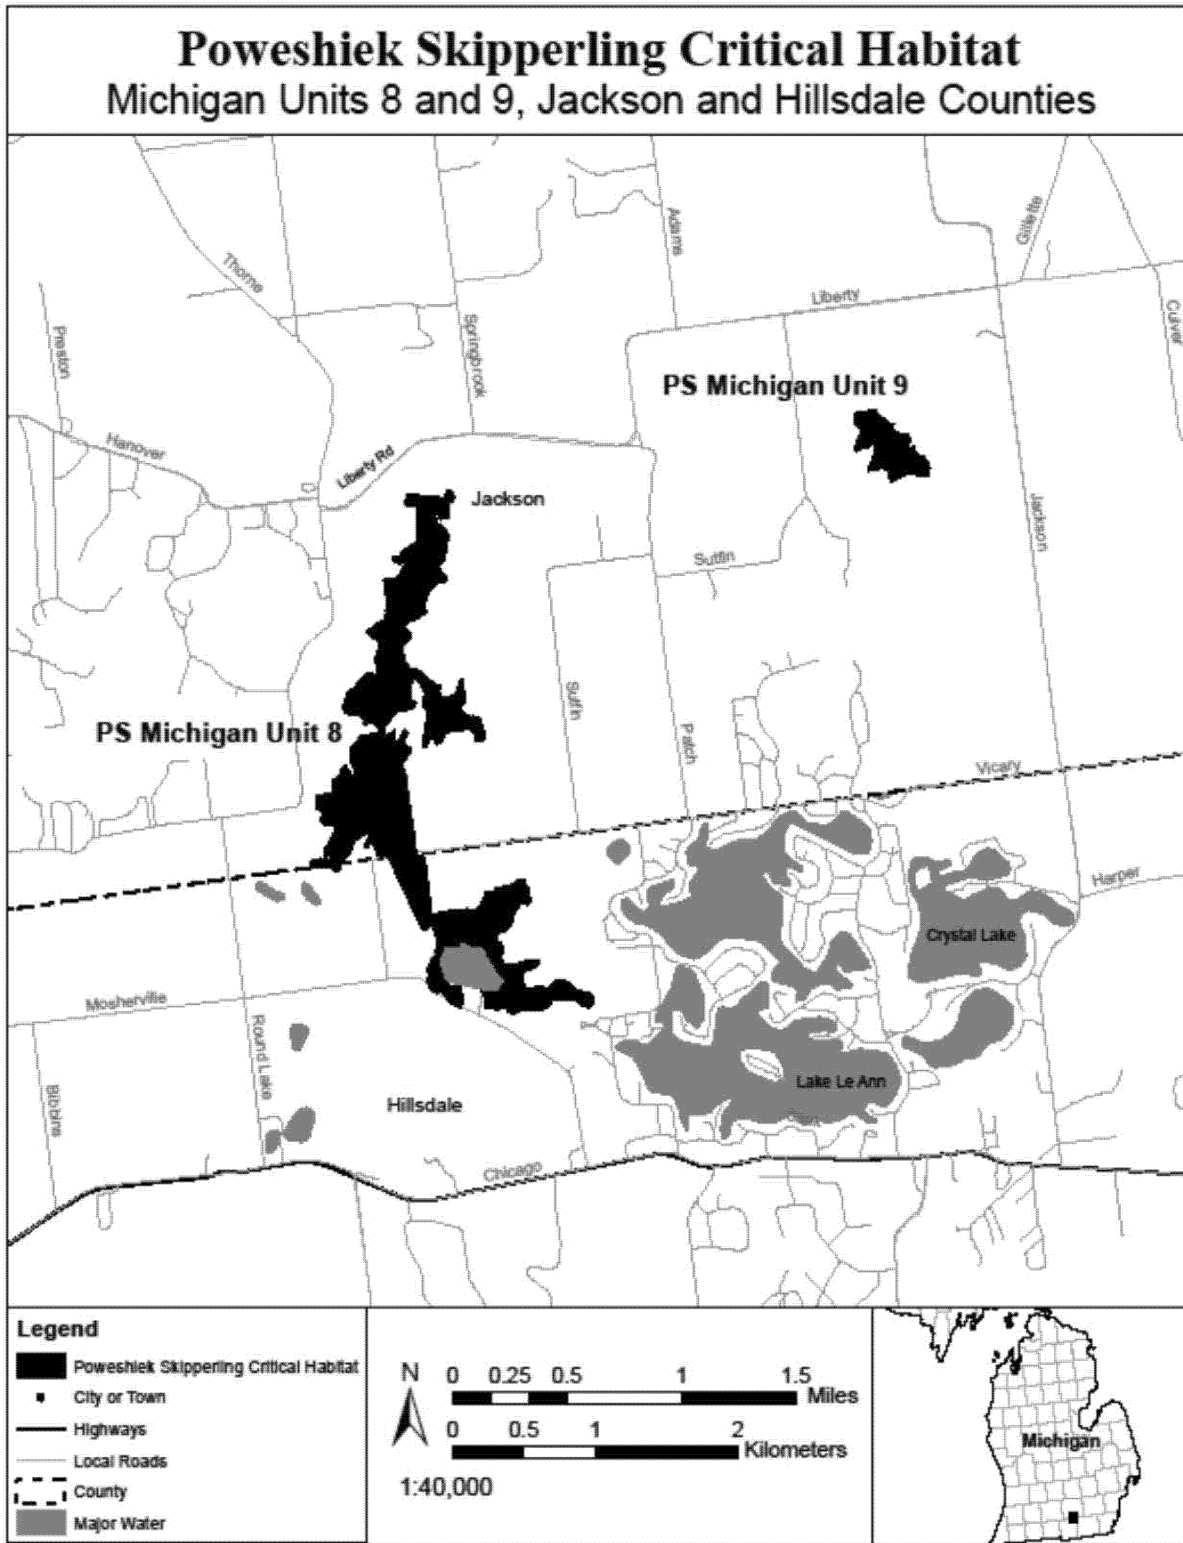 Poweshiek Skipperling Critical Habitat
Michigan Units 8 and 9, Jackson and Hillsdale Counties
Gillette
Adams
Thorne
Liberty
Culver
Springbrook
Preston
PS Michigan Unit 9
Hanover
Liberty Rd
Jackson
Jackson
Sutfin
Sutfin
Patch
PS Michigan Unit 8
Vicary
Harper
Crystal Lake
Mosherville
Round Lake
Bibbins
Lake Le Ann
Hillsdale
Chicago
Legend
Poweshiek Skipperling Critical Habitat
City or Town
Highways
Local Roads
County
Major Water
N
0 0.25 0.5 1 1.5 Miles
0 0.5 1 2 Kilometers
1:40,000
Michigan